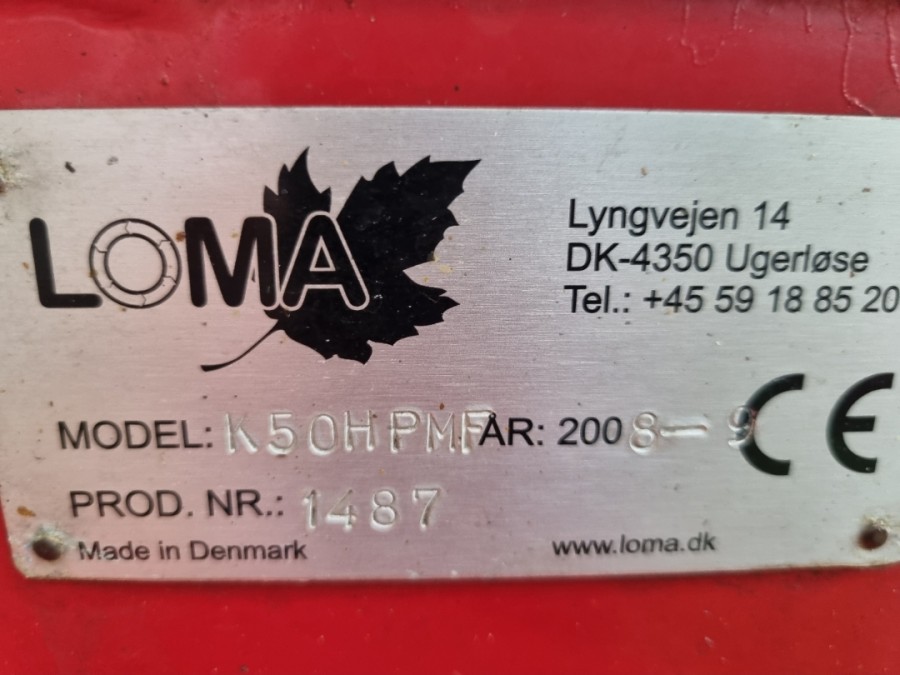 LOMA
Lyngvejen 14
DK-4350 Ugerløse
Tel.: +45 59 18 85 20
MODEL: K50HPMF ÅR: 2008-9 CE
PROD. NR.: 1487
Made in Denmark www.loma.dk